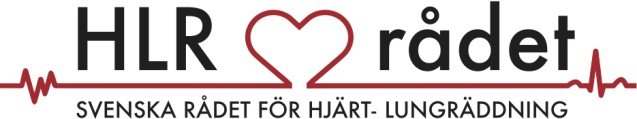 HLR rådet
SVENSKA RÅDET FÖR HJÄRT- LUNGRÄDDNING